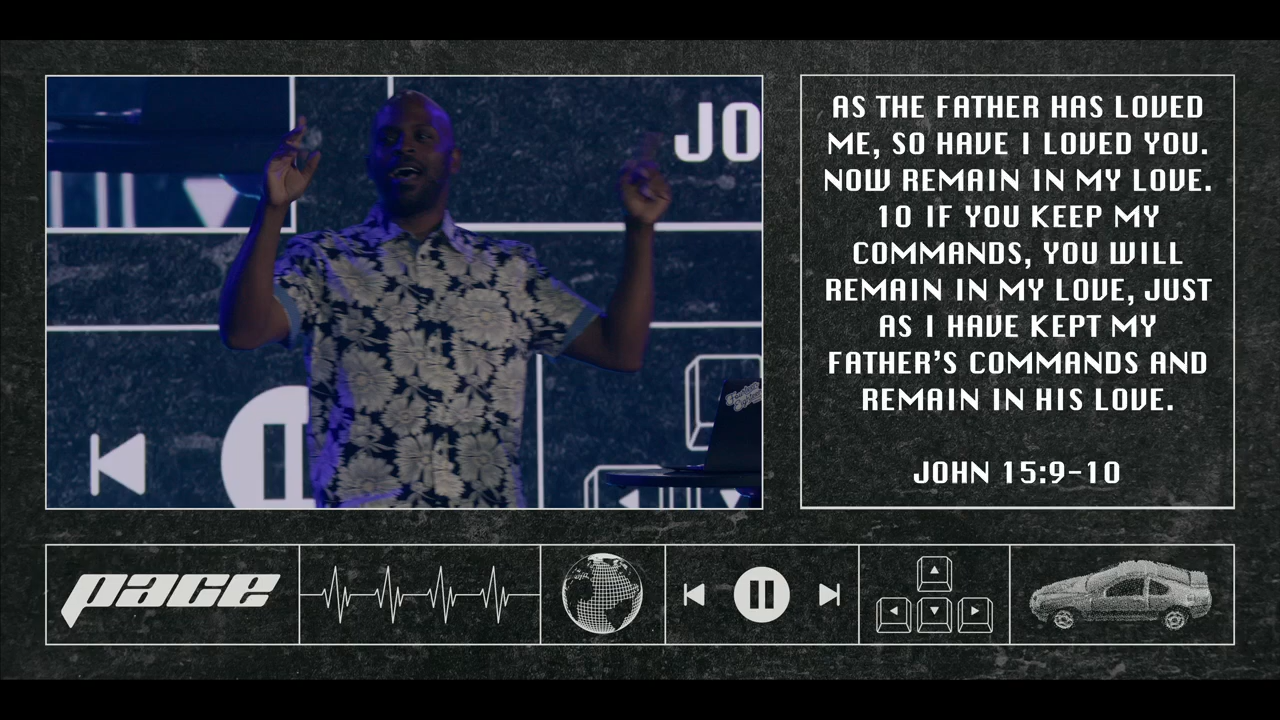 JO
AS THE FATHER HAS LOVED
ME, SO HAVE I LOVED YOU.
NOW REMAIN IN MY LOVE.
10 IF YOU KEEP MY
COMMANDS, YOU WILL
REMAIN IN MY LOVE, JUST
AS I HAVE KEPT MY
FATHER’S COMMANDS AND
REMAIN IN HIS LOVE.
JOHN 15:9-10
pace